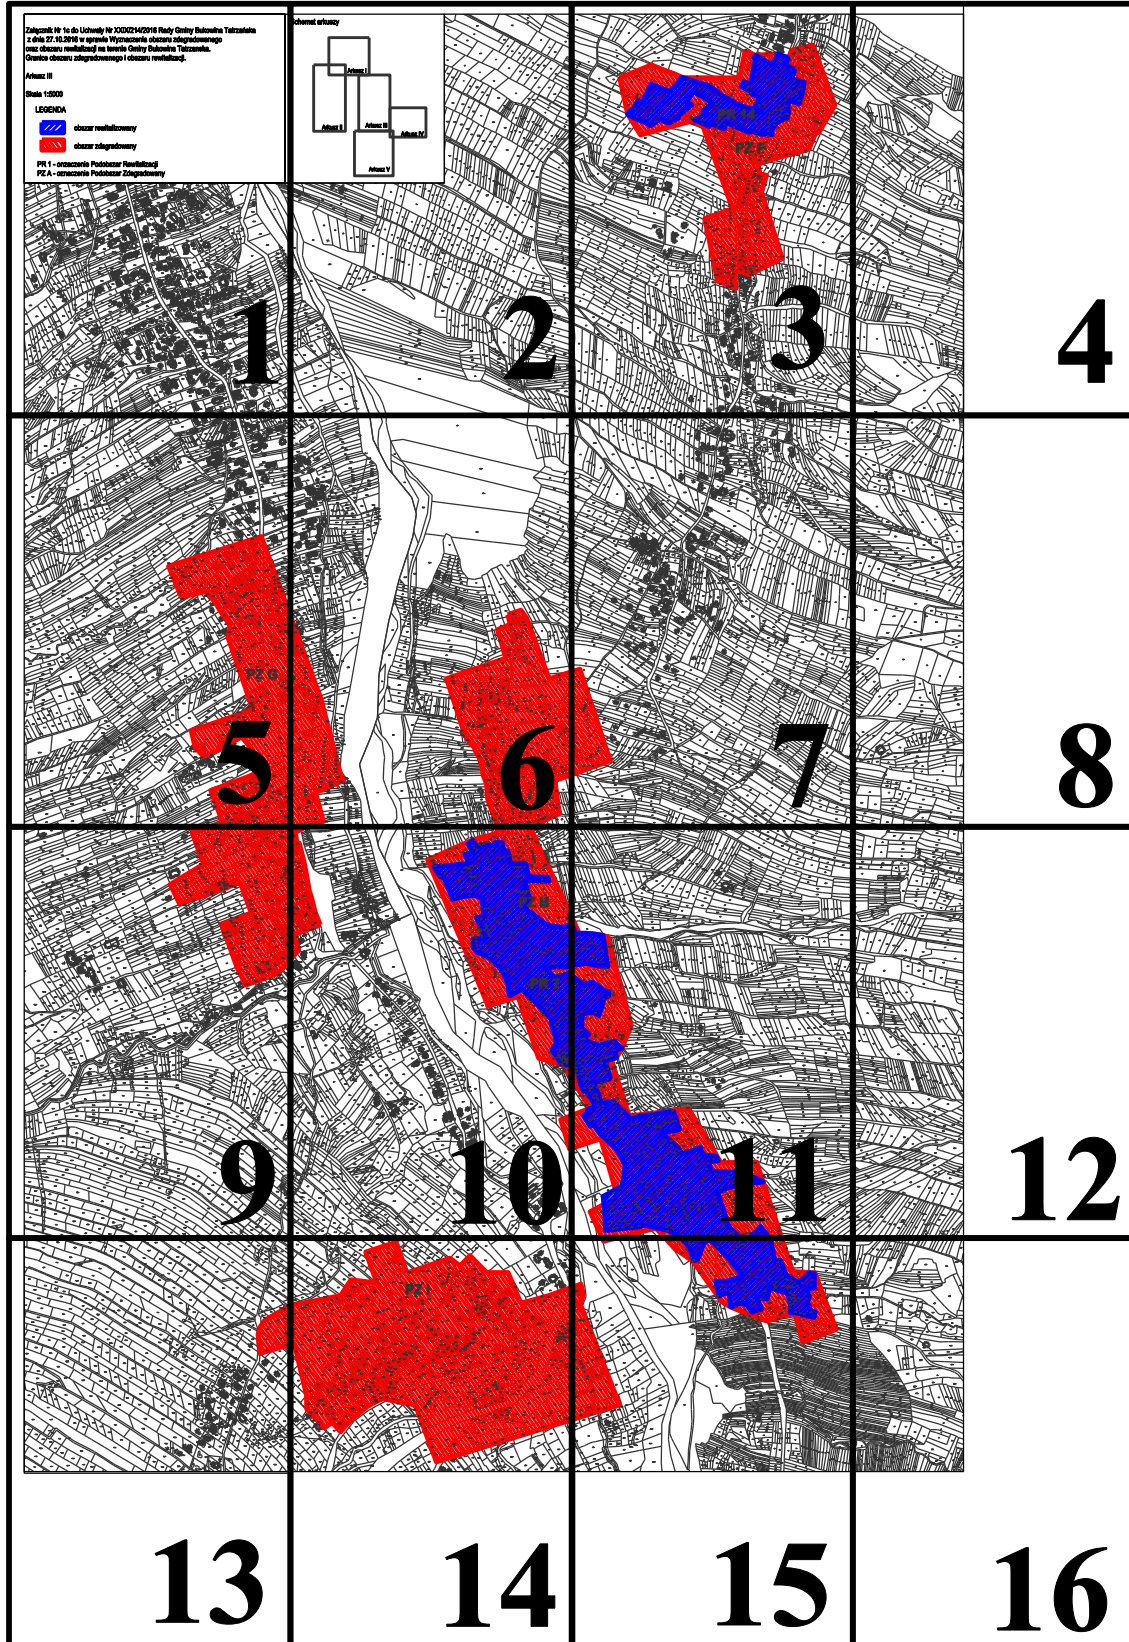 Załącznik Nr 1c do Uchwały Nr XXIX/214/2016 Rady Gminy Bukowina Tatrzańska
z dnia 27.10.2016 w sprawie Wyznaczenia obszaru zdegradowanego
oraz obszaru rewitalizacji na terenie Gminy Bukowina Tatrzańska.
Granice obszaru zdegradowanego i obszaru rewitalizacji.
Arkusz III
Skala 1:5000
LEGENDA
obszar rewitalizowany
obszar zdegradowany
PR 1 - oznaczenie Podobszar Rewitalizacji
PZ A - oznaczenie Podobszar Zdegradowany
Schemat arkuszy
Arkusz I
Arkusz II
Arkusz III
Arkusz IV
Arkusz V
PR 14
PZ F
1
2
3
4
PZ G
5
6
7
8
PZ H
PR 7
9
10
11
12
PZ I
13
14
15
16